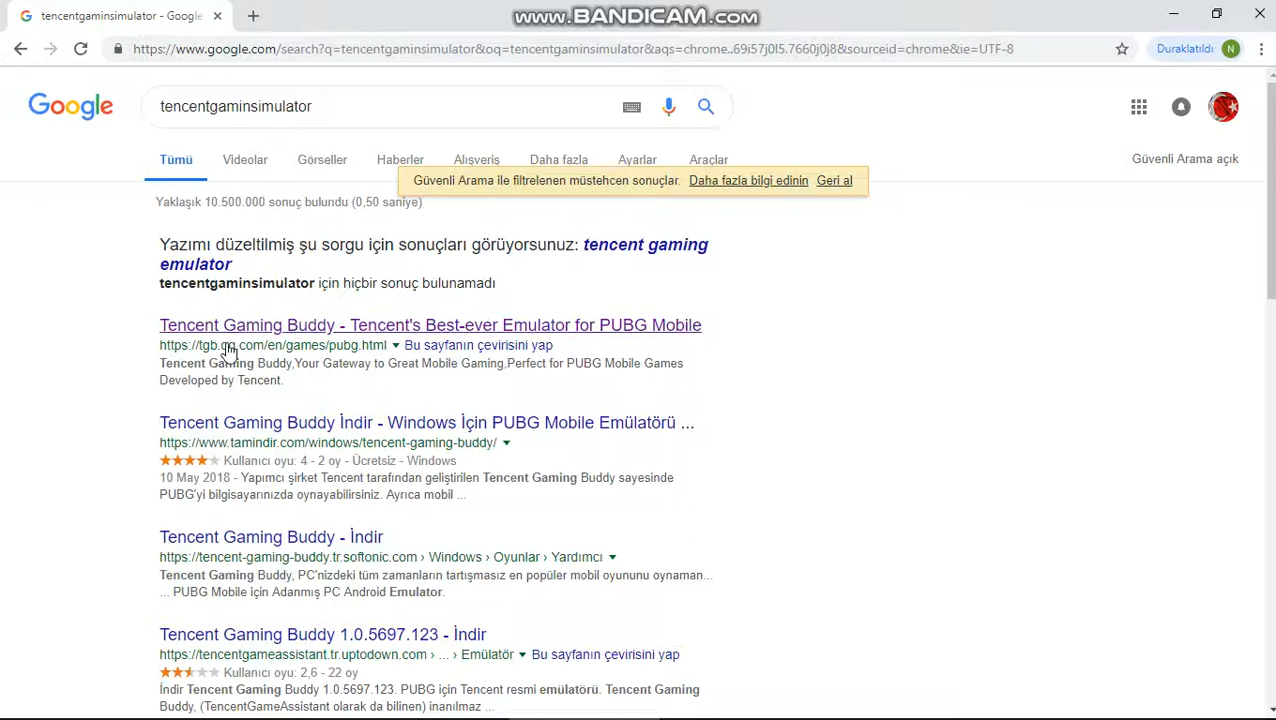 tencentgaminsimulator - Google
www.BANDICAM.com
https://www.google.com/search?q=tencentgaminsimulator&oq=tencentgaminsimulator&aqs=chrome..69i57j0l5.7660j0j8&sourceid=chrome&ie=UTF-8
Duraklatıldı N
Google
tencentgaminsimulator
Tümü Videolar Görseller Haberler Alışveriş Daha fazla Ayarlar Araçlar
Güvenli Arama açık
Güvenli Arama ile filtrelenen müstehcen sonuçlar. Daha fazla bilgi edinin Geri al
Yaklaşık 10.500.000 sonuç bulundu (0,50 saniye)
Yazımı düzeltilmiş şu sorgu için sonuçları görüyorsunuz: tencent gaming
emulator
tencentgaminsimulator için hiçbir sonuç bulunamadı
Tencent Gaming Buddy - Tencent's Best-ever Emulator for PUBG Mobile
https://tgb.qq.com/en/games/pubg.html Bu sayfanın çevirisini yap
Tencent Gaming Buddy,Your Gateway to Great Mobile Gaming,Perfect for PUBG Mobile Games
Developed by Tencent.
Tencent Gaming Buddy İndir - Windows İçin PUBG Mobile Emülatörü ...
https://www.tamindir.com/windows/tencent-gaming-buddy/
Kullanıcı oyu: 4 - 2 oy - Ücretsiz - Windows
10 May 2018 - Yapımcı şirket Tencent tarafından geliştirilen Tencent Gaming Buddy sayesinde
PUBG'yi bilgisayarınızda oynayabilirsiniz. Ayrıca mobil ...
Tencent Gaming Buddy - İndir
https://tencent-gaming-buddy.tr.softonic.com › Windows › Oyunlar › Yardımcı
Tencent Gaming Buddy, PC'nizdeki tüm zamanların tartışmasız en popüler mobil oyununu oynaman...
... PUBG Mobile için Adanmış PC Android Emulator.
Tencent Gaming Buddy 1.0.5697.123 - İndir
https://tencentgameassistant.tr.uptodown.com › ... › Emülatör Bu sayfanın çevirisini yap
Kullanıcı oyu: 2,6 - 22 oy
İndir Tencent Gaming Buddy 1.0.5697.123. PUBG için Tencent resmi emülatörü. Tencent Gaming
Buddy, (TencentGameAssistant olarak da bilinen) inanılmaz ...